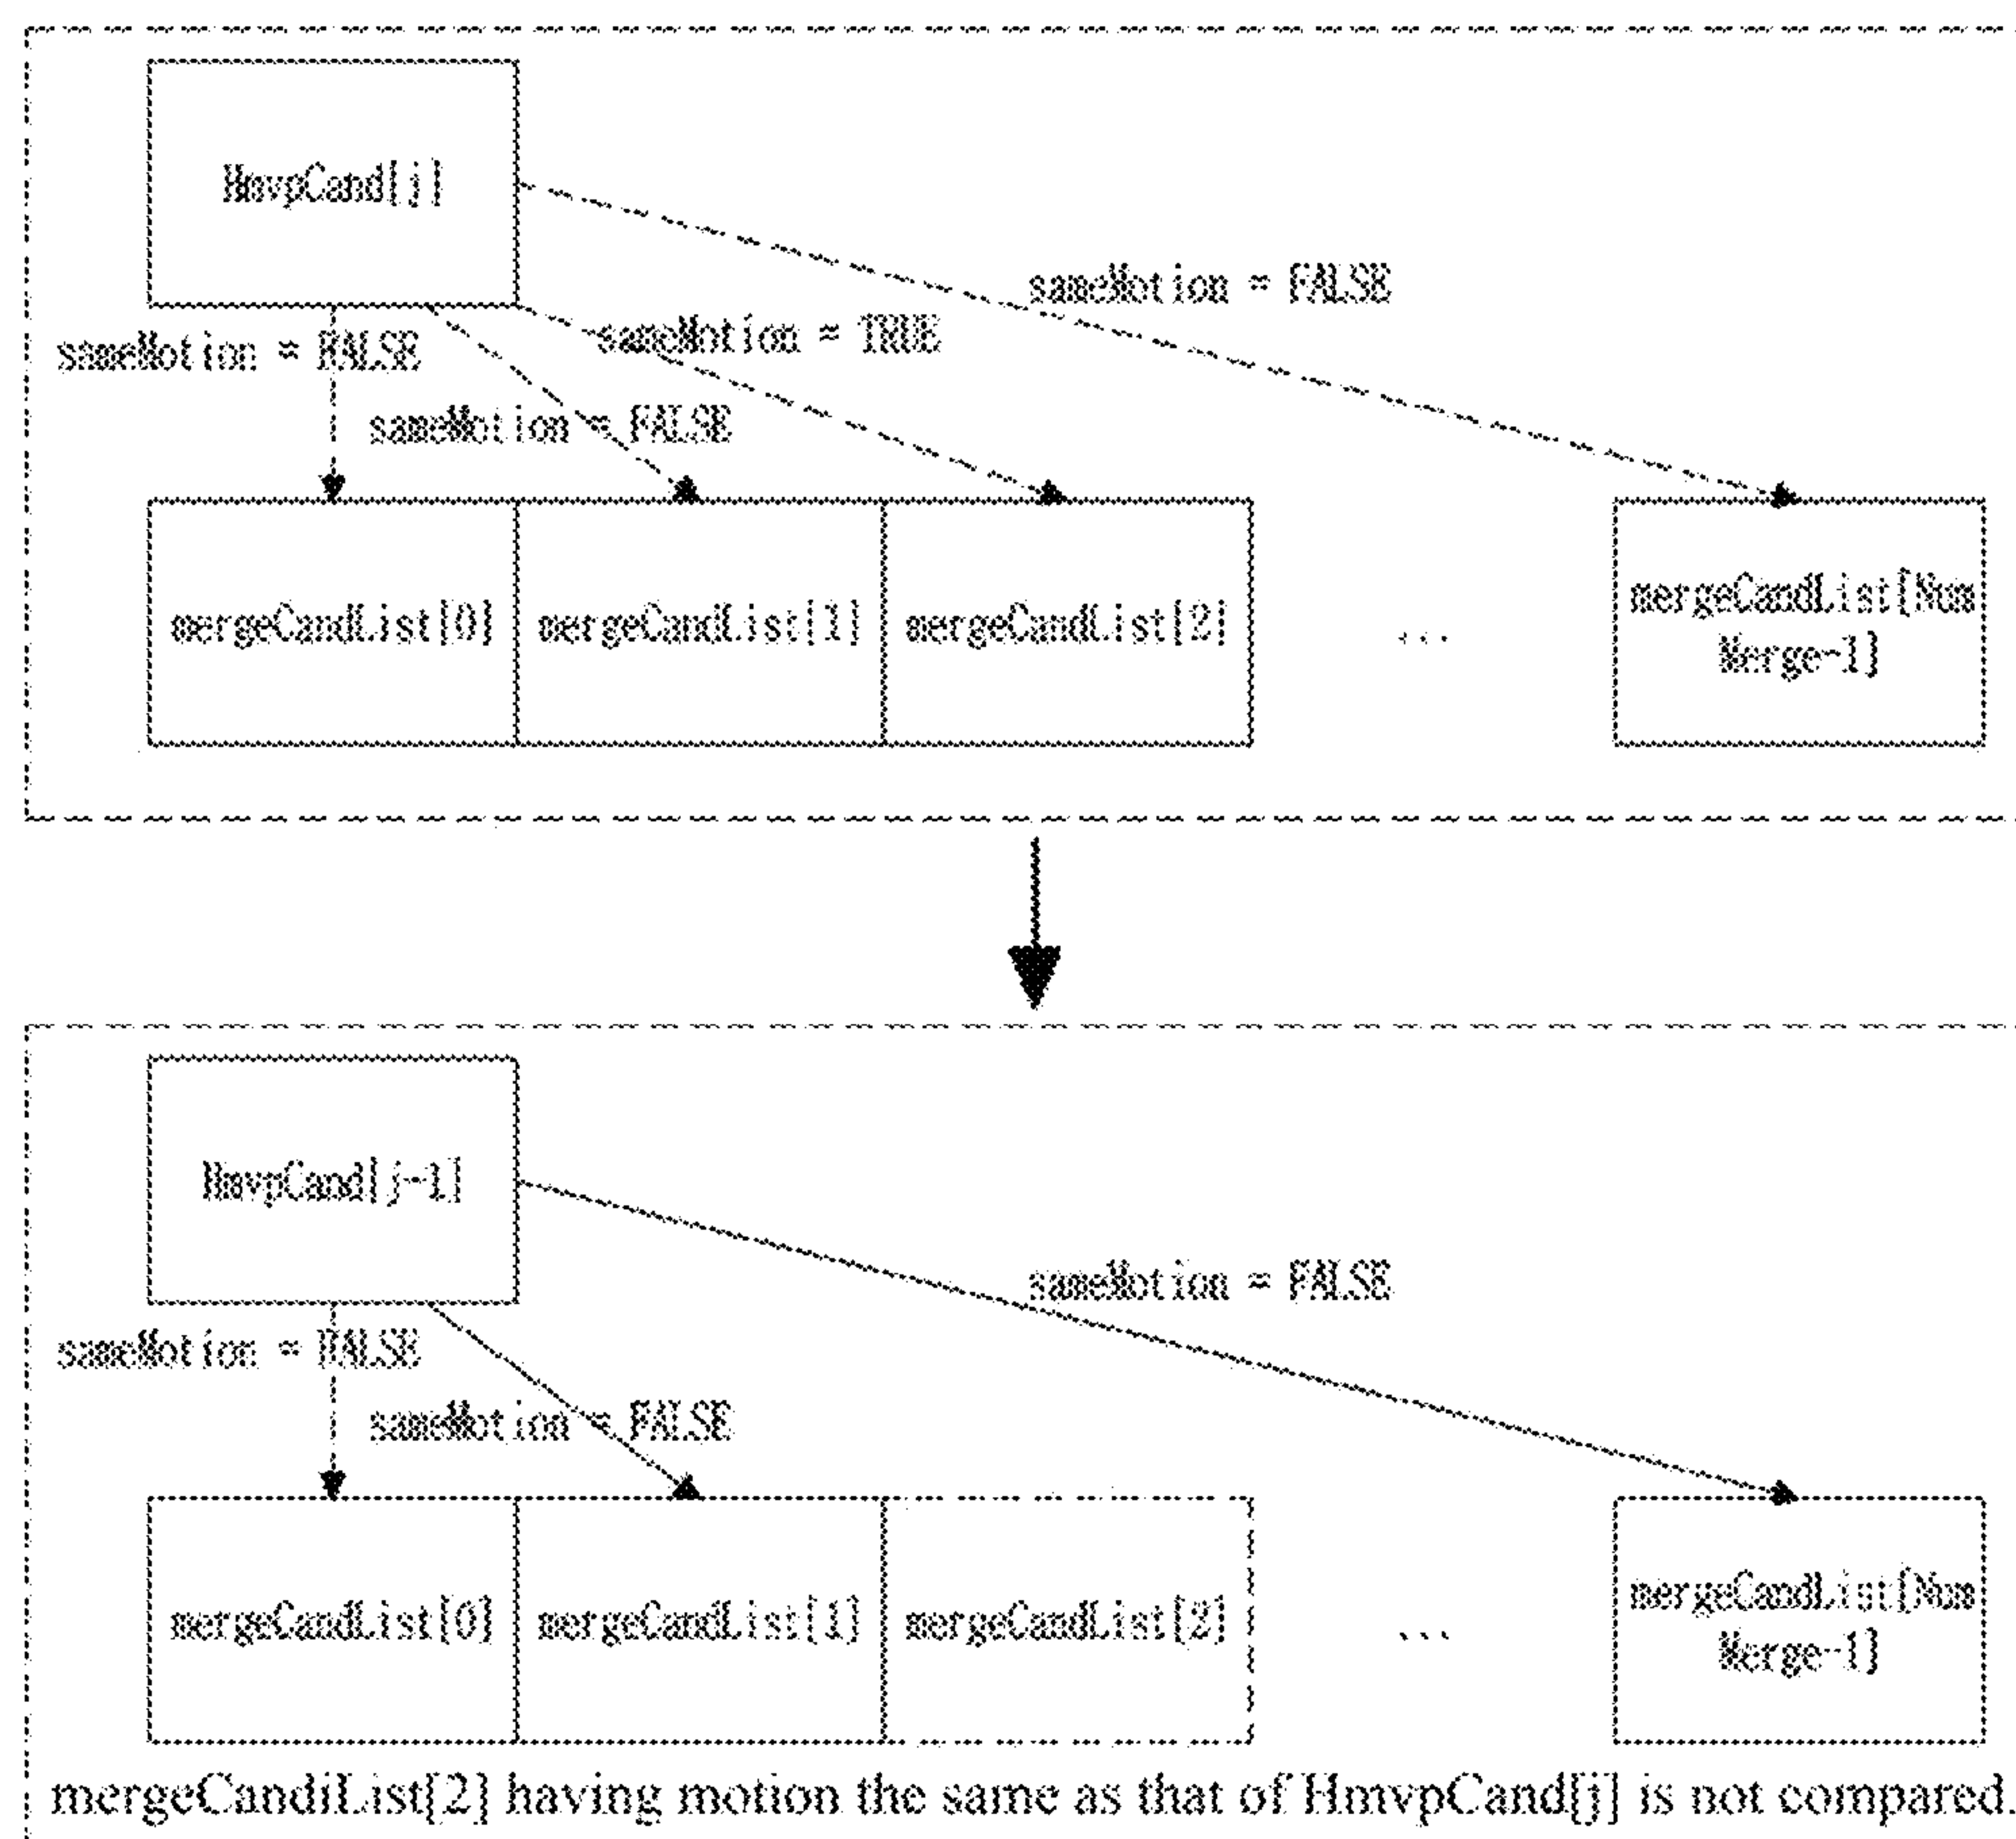 HmvpCand[j]
sameMotion = FALSE
sameMotion = TRUE
sameMotion = FALSE
sameMotion = FALSE
mergeCandList[0]
mergeCandList[1]
mergeCandList[2]
...
mergeCandList[Num
Merge-1]
HmvpCand[j-1]
sameMotion = FALSE
sameMotion = FALSE
sameMotion = FALSE
mergeCandList[0]
mergeCandList[1]
mergeCandList[2]
...
mergeCandList[Num
Merge-1]
mergeCandiList[2] having motion the same as that of HmvpCand[j] is not compared.